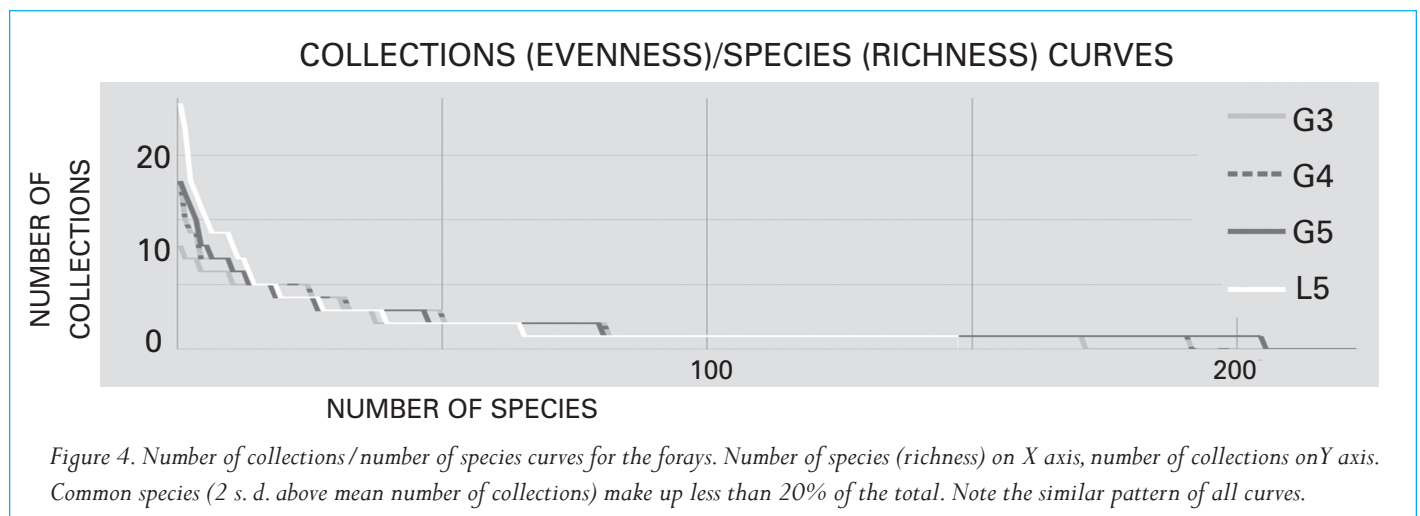 COLLECTIONS (EVENNESS)/SPECIES (RICHNESS) CURVES
NUMBER OF
COLLECTIONS
20
10
0
100
200
G3
G4
G5
L5
NUMBER OF SPECIES
Figure 4. Number of collections/number of species curves for the forays. Number of species (richness) on X axis, number of collections onY axis.
Common species (2 s. d. above mean number of collections) make up less than 20% of the total. Note the similar pattern of all curves.